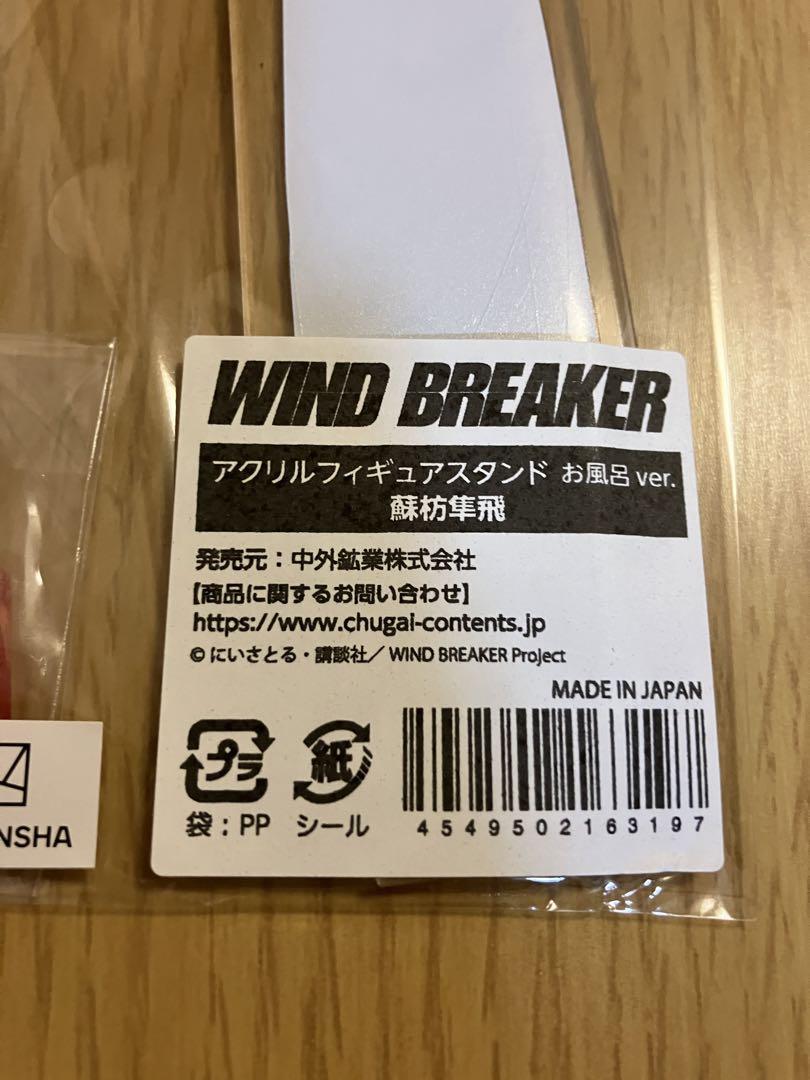 WIND BREAKER
アクリルフィギュアスタンド お風呂 ver.
蘇枋隼飛
発売元：中外鉱業株式会社
【商品に関するお問い合わせ】
https://www.chugai-contents.jp
© にいさとる・講談社／ WIND BREAKER Project
MADE IN JAPAN
プラ 紙
袋：PP シール
4549502163197
NSHA